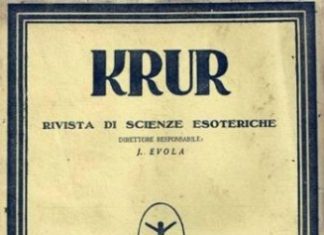 KRUR
RIVISTA DI SCIENZE ESOTERICHE
DIRETTORE RESPONSABILE:
J. EVOLA